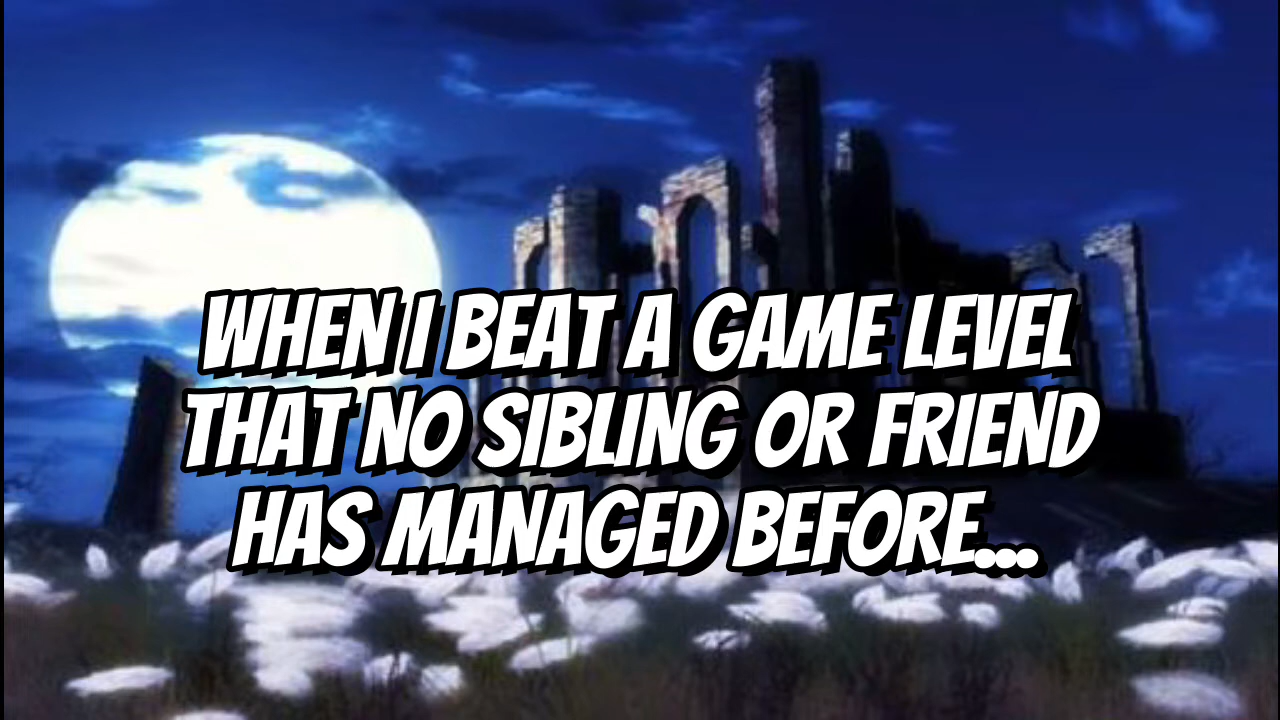 WHEN I BEAT A GAME LEVEL
THAT NO SIBLING OR FRIEND
HAS MANAGED BEFORE...